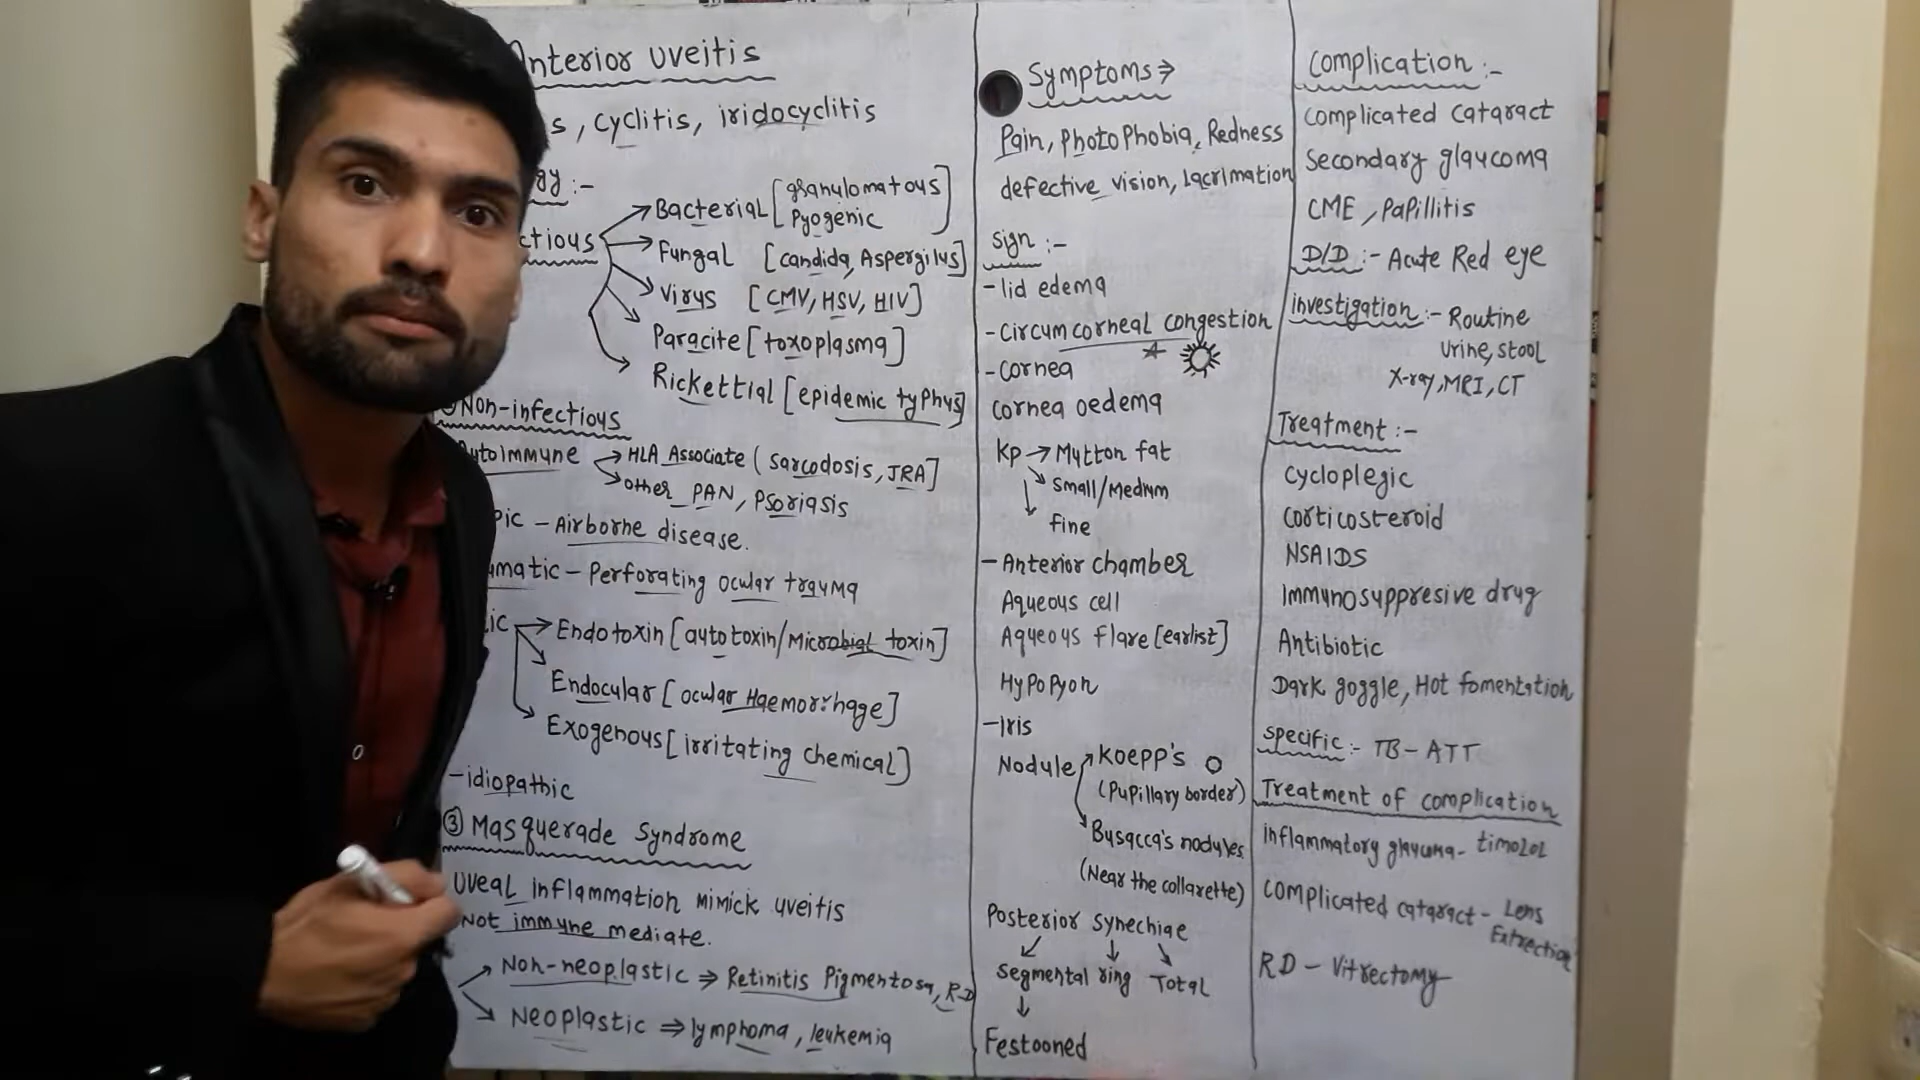 nterior uveitis
s, cyclitis, iridocyclitis
gy :-
ctious
Bacterial [granulomatous
Pyogenic]
Fungal [candida, Aspergilus]
Virus [CMV, HSV, HIV]
Paracite [toxoplasma]
Rickettial [epidemic typhus]
Non-infectious
utoimmune → HLA Associate (Sarcodosis, JRA]
other PAN, Psoriasis
pic - Airborne disease.
umatic - Perforating ocular trauma
ic → Endotoxin [auto toxin/Microbial toxin]
Endocular [ocular Haemorrhage]
Exogenous [irritating chemical]
- idiopathic
③ Masquerade Syndrome
Uveal inflammation mimick uveitis
Not immune mediate.
Non-neoplastic ⇒ Retinitis Pigmentosa, RD
Neoplastic ⇒ lymphoma, leukemia
Symptoms ⇒
Pain, Photophobia, Redness
defective vision, Lacrimation
Sign :-
- lid edema
- Circumcorneal congestion
- Cornea
Cornea oedema
Kp → Mutton fat
Small/Medium
fine
- Anterior chamber
Aqueous cell
Aqueous flare [earlist]
Hypopyon
- Iris
Nodule Koepp's
(Pupillary border)
Busacca's nodules
(Near the collarette)
Posterior Synechiae
Segmental ring Total
Festooned
Complication :-
Complicated Cataract
Secondary glaucoma
CME, Papillitis
D/D :- Acute Red eye
investigation :- Routine
Urine, stool
X-ray, MRI, CT
Treatment :-
Cycloplegic
Corticosteroid
NSAIDS
Immunosuppresive drug
Antibiotic
Dark goggle, Hot fomentation
Specific :- TB - ATT
Treatment of complication
inflammatory glaucoma - timolol
Complicated cataract - Lens
Extrection
RD - Vitrectomy